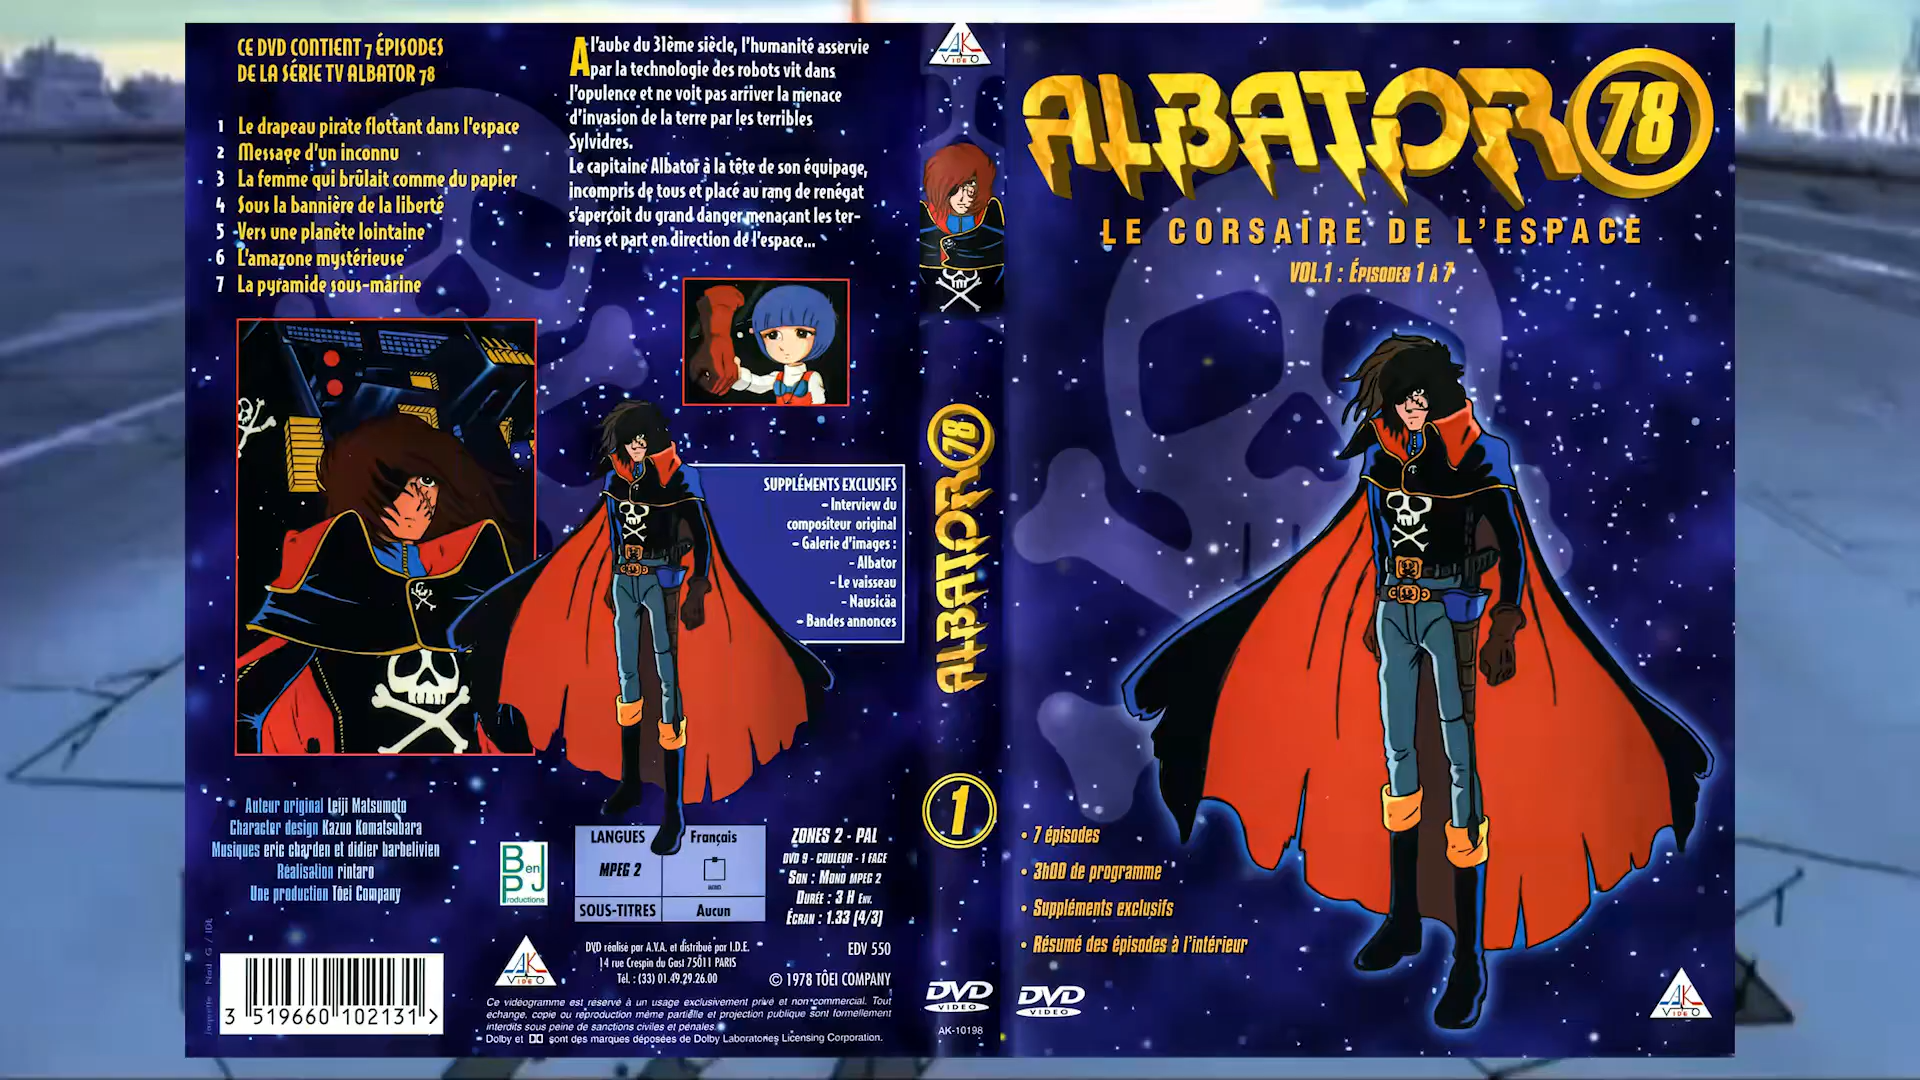 CE DVD CONTIENT 7 ÉPISODES
DE LA SÉRIE TV ALBATOR 78
1 Le drapeau pirate flottant dans l'espace
2 Message d'un inconnu
3 La femme qui brûlait comme du papier
4 Sous la bannière de la liberté
5 Vers une planète lointaine
6 L'amazone mystérieuse
7 La pyramide sous-marine
A l'aube du 31ème siècle, l'humanité asservie
par la technologie des robots vit dans
l'opulence et ne voit pas arriver la menace
d'invasion de la terre par les terribles
Sylvidres.
Le capitaine Albator à la tête de son équipage,
incompris de tous et placé au rang de renégat
s'aperçoit du grand danger menaçant les ter-
riens et part en direction de l'espace...
SUPPLÉMENTS EXCLUSIFS
- Interview du
compositeur original
- Galerie d'images :
- Albator
- Le vaisseau
- Nausicäa
- Bandes annonces
Auteur original Leiji Matsumoto
Character design Kazuo Komatsubara
Musiques eric charden et didier barbelivien
Réalisation rintaro
Une production Tôei Company
3 519660 102131 >
BenJ
Productions
LANGUES Français
MPEG 2
SOUS-TITRES Aucun
ZONES 2 - PAL
DVD 9 - COULEUR - 1 FACE
SON : MONO MPEG 2
DURÉE : 3 H ENV.
ÉCRAN : 1.33 (4/3)
AK
VIDEO
DVD réalisé par A.V.A. et distribué par I.D.E.
14 rue Crespin du Gast 75011 PARIS
Tél. : (33) 01.49.29.26.00
EDV 550
© 1978 TÔEI COMPANY
Ce vidéogramme est réservé à un usage exclusivement privé et non commercial. Tout
échange, copie ou reproduction même partielle et projection publique sont formellement
interdits sous peine de sanctions civiles et pénales.
Dolby et DD sont des marques déposées de Dolby Laboratories Licensing Corporation.
AK
VIDEO
ALBATOR 78
1
DVD
VIDEO
AK-10198
ALBATOR 78
LE CORSAIRE DE L'ESPACE
VOL.1 : ÉPISODES 1 À 7
• 7 épisodes
• 3h00 de programme
• Suppléments exclusifs
• Résumé des épisodes à l'intérieur
DVD
VIDEO
AK
VIDEO